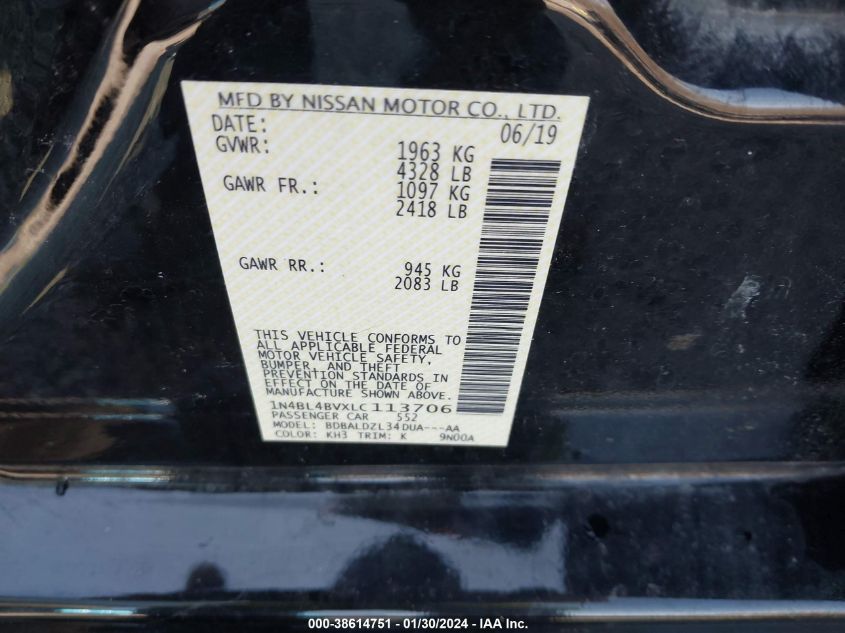 MFD BY NISSAN MOTOR CO., LTD.
DATE: 06/19
GVWR: 1963 KG
4328 LB
GAWR FR.: 1097 KG
2418 LB
GAWR RR.: 945 KG
2083 LB
THIS VEHICLE CONFORMS TO
ALL APPLICABLE FEDERAL
MOTOR VEHICLE SAFETY,
BUMPER, AND THEFT
PREVENTION STANDARDS IN
EFFECT ON THE DATE OF
MANUFACTURE SHOWN ABOVE.
1N4BL4BVXLC113706
PASSENGER CAR 552
MODEL: BDBALDZL34DUA---AA
COLOR: KH3 TRIM: K 9N00A
000-38614751 - 01/30/2024 - IAA Inc.